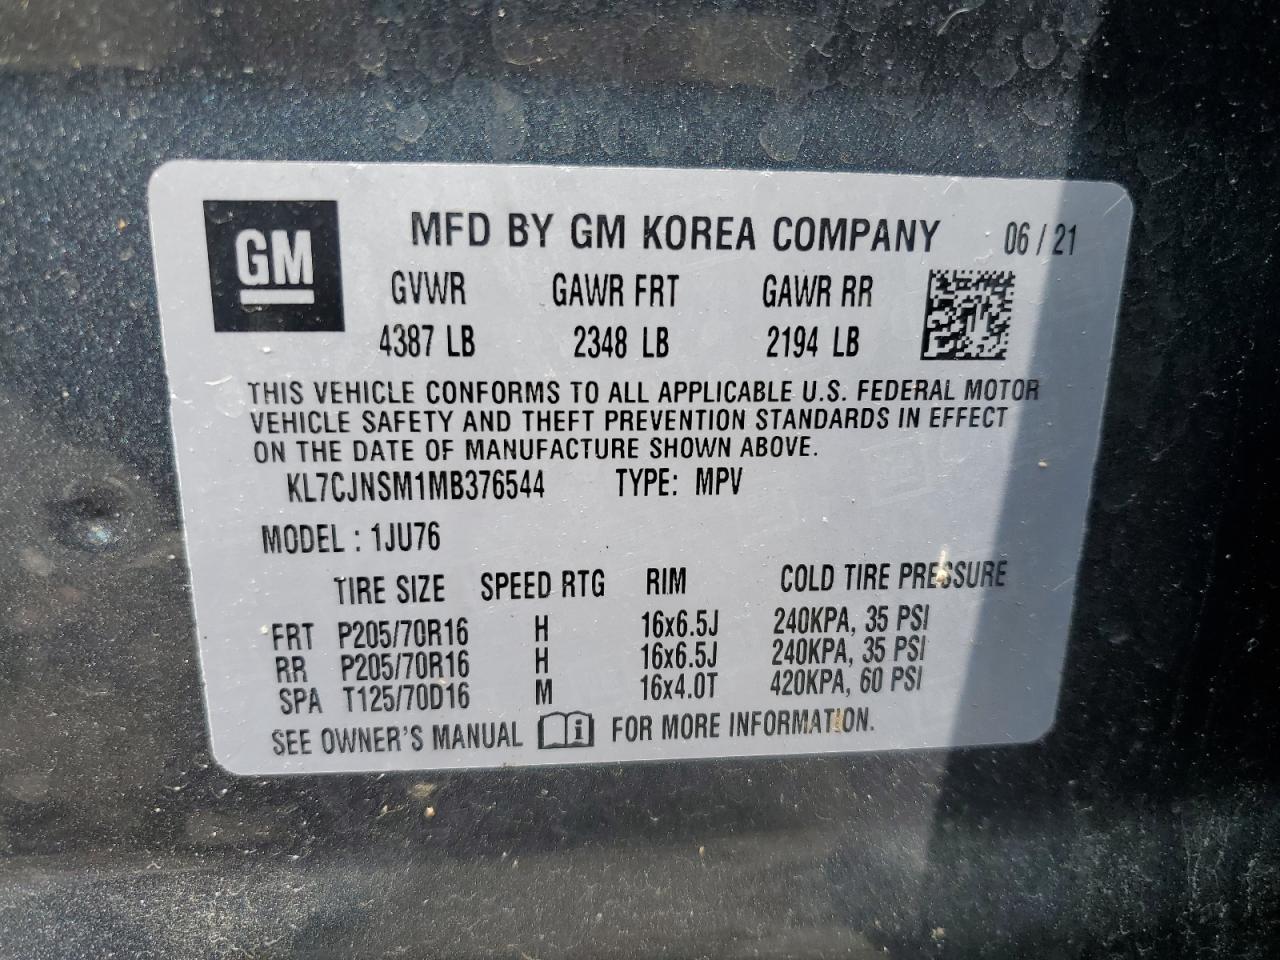 GM
MFD BY GM KOREA COMPANY 06 / 21
GVWR GAWR FRT GAWR RR
4387 LB 2348 LB 2194 LB
THIS VEHICLE CONFORMS TO ALL APPLICABLE U.S. FEDERAL MOTOR
VEHICLE SAFETY AND THEFT PREVENTION STANDARDS IN EFFECT
ON THE DATE OF MANUFACTURE SHOWN ABOVE.
KL7CJNSM1MB376544 TYPE: MPV
MODEL : 1JU76
TIRE SIZE SPEED RTG RIM COLD TIRE PRESSURE
FRT P205/70R16 H 16x6.5J 240KPA, 35 PSI
RR P205/70R16 H 16x6.5J 240KPA, 35 PSI
SPA T125/70D16 M 16x4.0T 420KPA, 60 PSI
SEE OWNER'S MANUAL i FOR MORE INFORMATION.